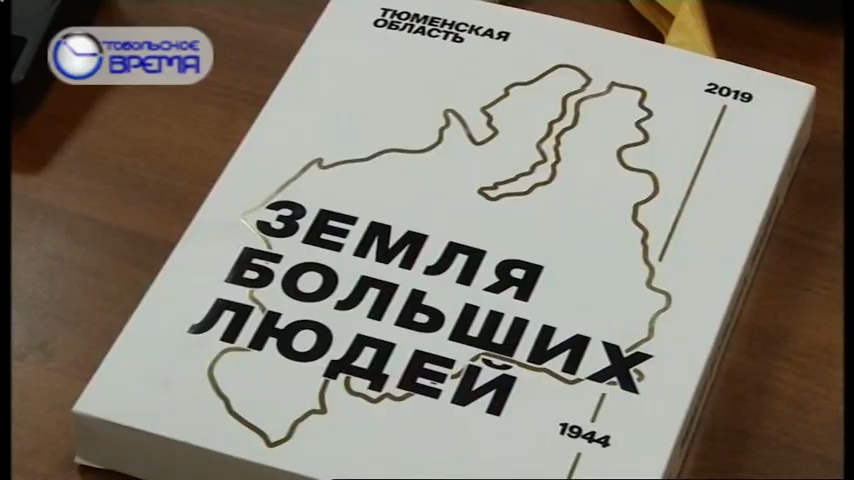 ТОБОЛЬСКОЕ
ВРЕМЯ
ТЮМЕНСКАЯ
ОБЛАСТЬ
2019
ЗЕМЛЯ
БОЛЬШИХ
ЛЮДЕЙ
1944